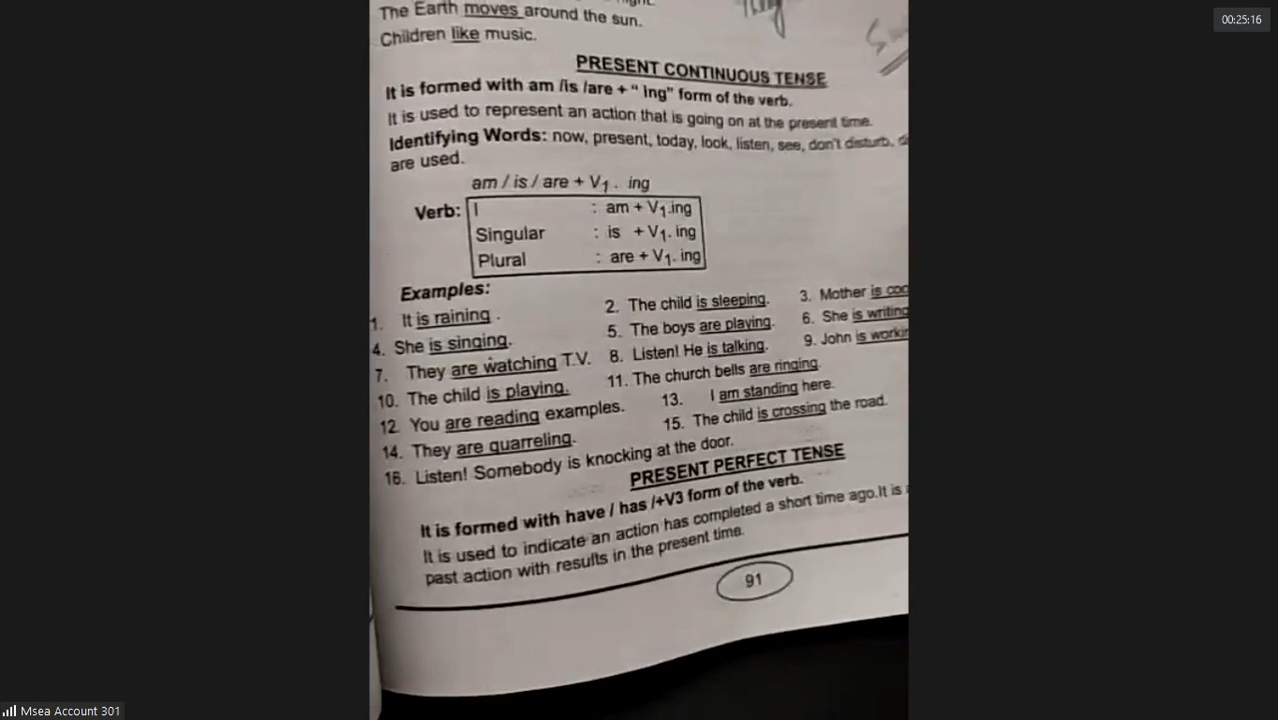 00:25:16
The Earth moves around the sun.
Children like music.
PRESENT CONTINUOUS TENSE
It is formed with am /is /are + “ ing” form of the verb.
It is used to represent an action that is going on at the present time.
Identifying Words: now, present, today, look, listen, see, don't disturb,
are used.
am / is / are + V1 . ing
Verb: I : am + V1.ing
Singular : is + V1. ing
Plural : are + V1. ing
Examples:
1. It is raining . 2. The child is sleeping. 3. Mother is
4. She is singing. 5. The boys are playing. 6. She is writing
7. They are watching T.V. 8. Listen! He is talking. 9. John is
10. The child is playing. 11. The church bells are ringing.
12. You are reading examples. 13. I am standing here.
14. They are quarreling. 15. The child is crossing the road.
16. Listen! Somebody is knocking at the door.
PRESENT PERFECT TENSE
It is formed with have / has /+V3 form of the verb.
It is used to indicate an action has completed a short time ago.It is
past action with results in the present time.
91
Msea Account 301